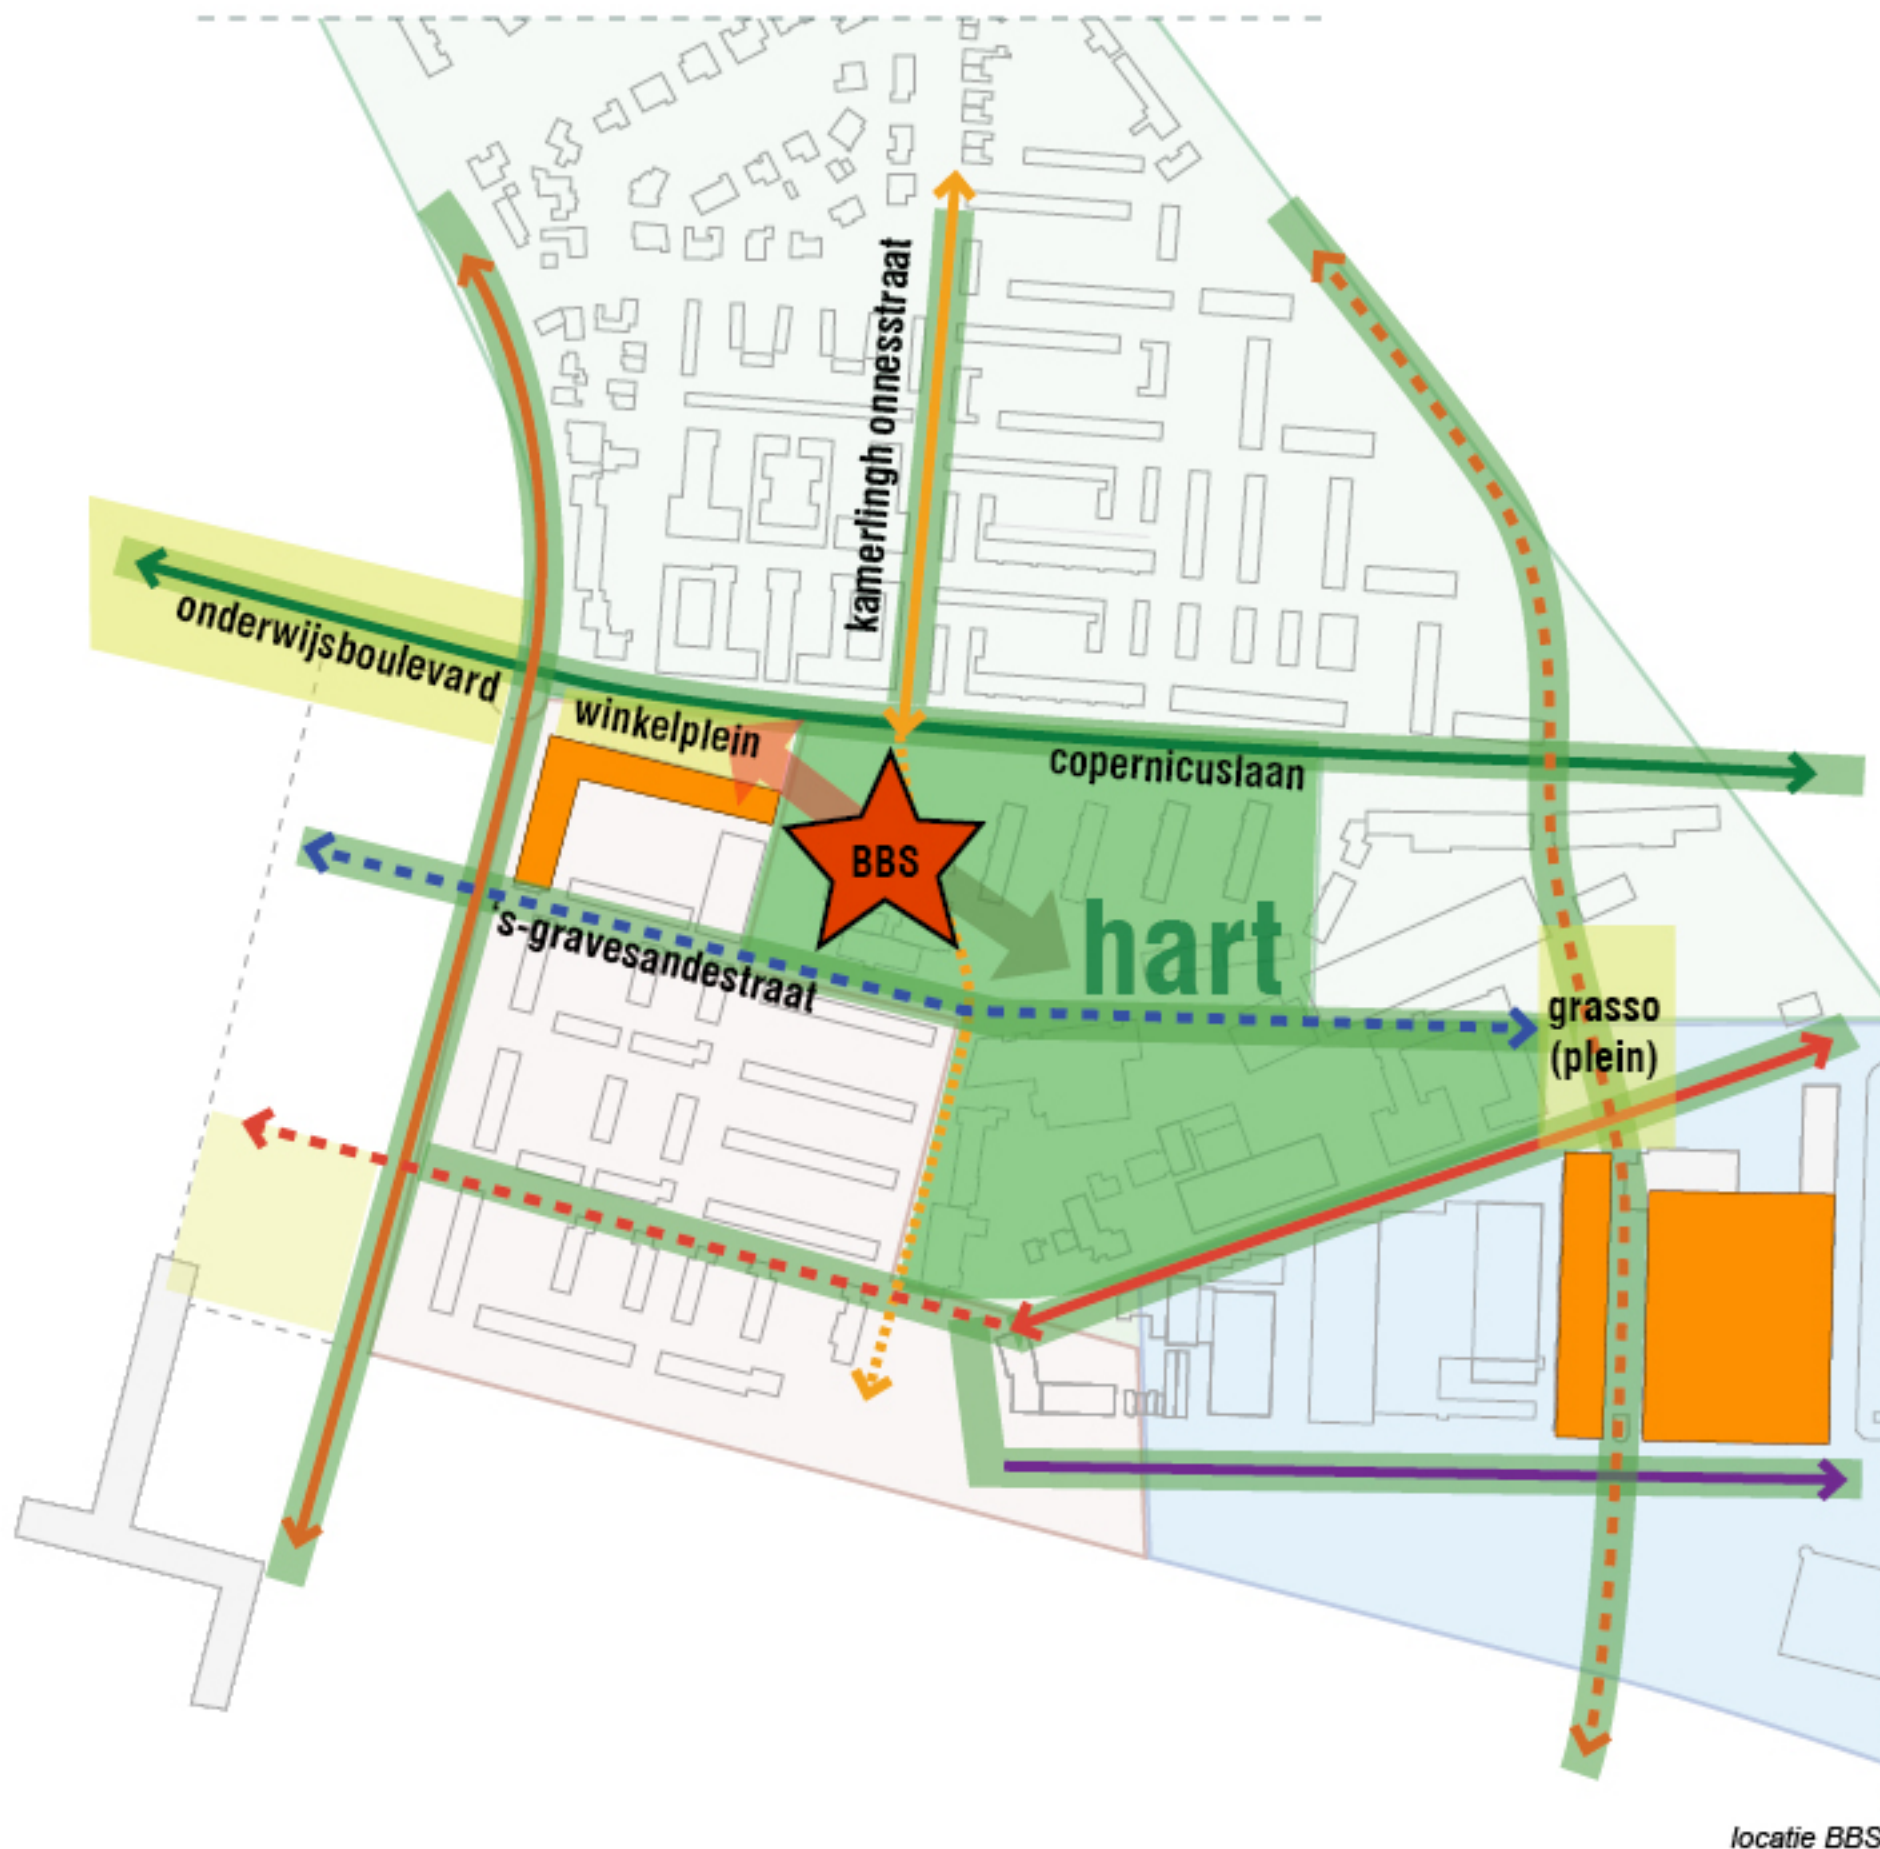 kamerlingh onnesstraat
onderwijsboulevard
winkelplein
copernicuslaan
BBS
's-gravesandestraat
hart
grasso
(plein)
locatie BBS